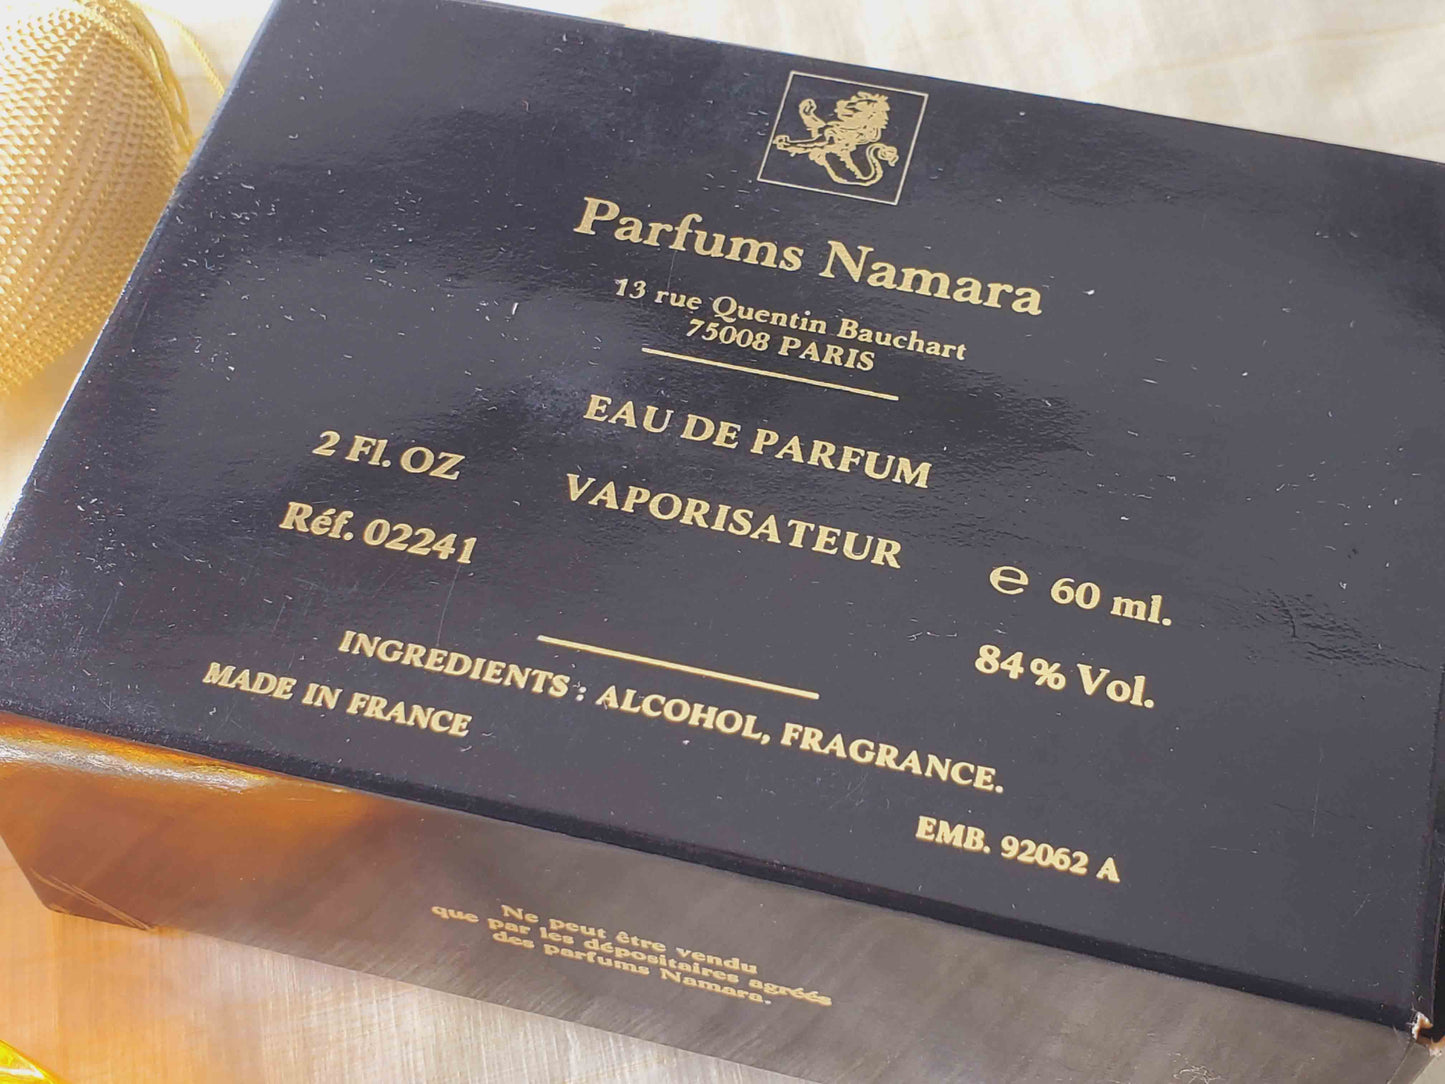 Parfums Namara
13 rue Quentin Bauchart
75008 PARIS
EAU DE PARFUM
2 Fl. OZ
VAPORISATEUR
Réf. 02241
e 60 ml.
84% Vol.
INGREDIENTS : ALCOHOL, FRAGRANCE.
MADE IN FRANCE
EMB. 92062 A
Ne peut être vendu
que par les dépositaires agréés
des parfums Namara.